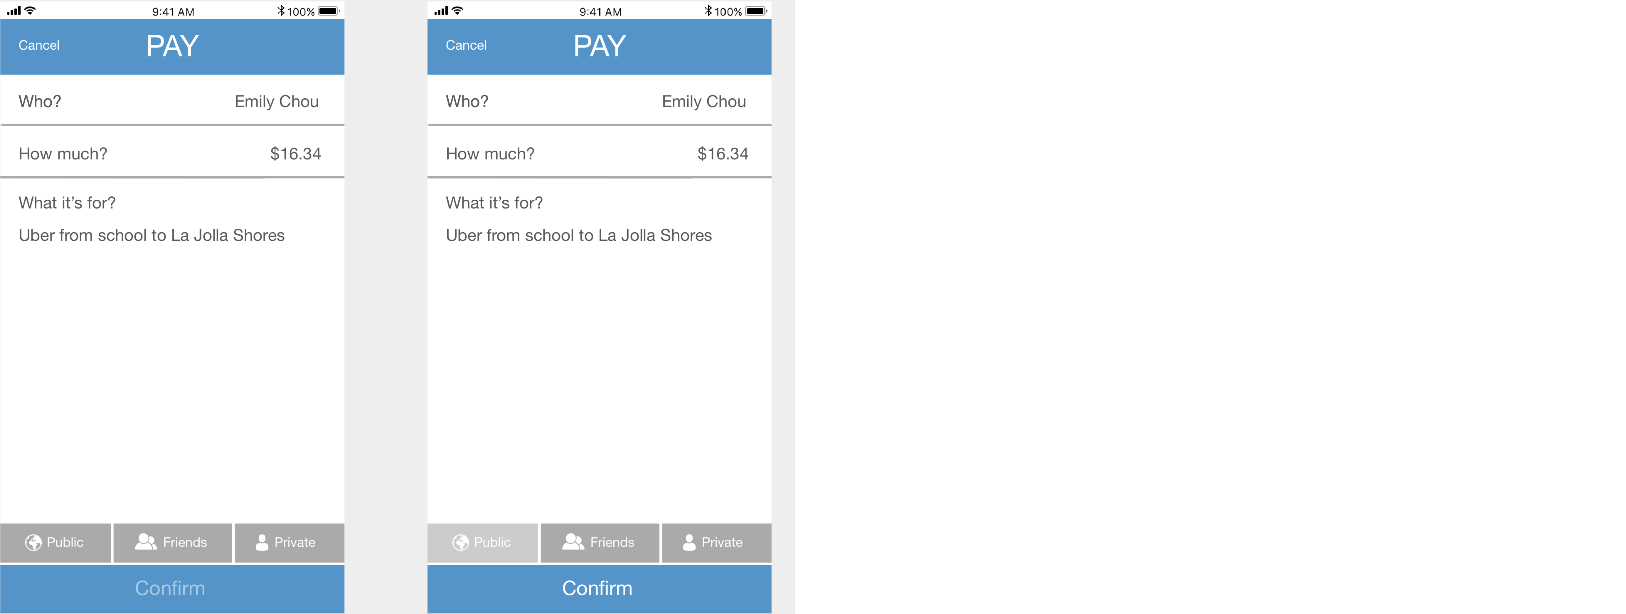 9:41 AM
100%
Cancel
PAY
Who?
Emily Chou
How much?
$16.34
What it’s for?
Uber from school to La Jolla Shores
Public
Friends
Private
Confirm
9:41 AM
100%
Cancel
PAY
Who?
Emily Chou
How much?
$16.34
What it’s for?
Uber from school to La Jolla Shores
Public
Friends
Private
Confirm